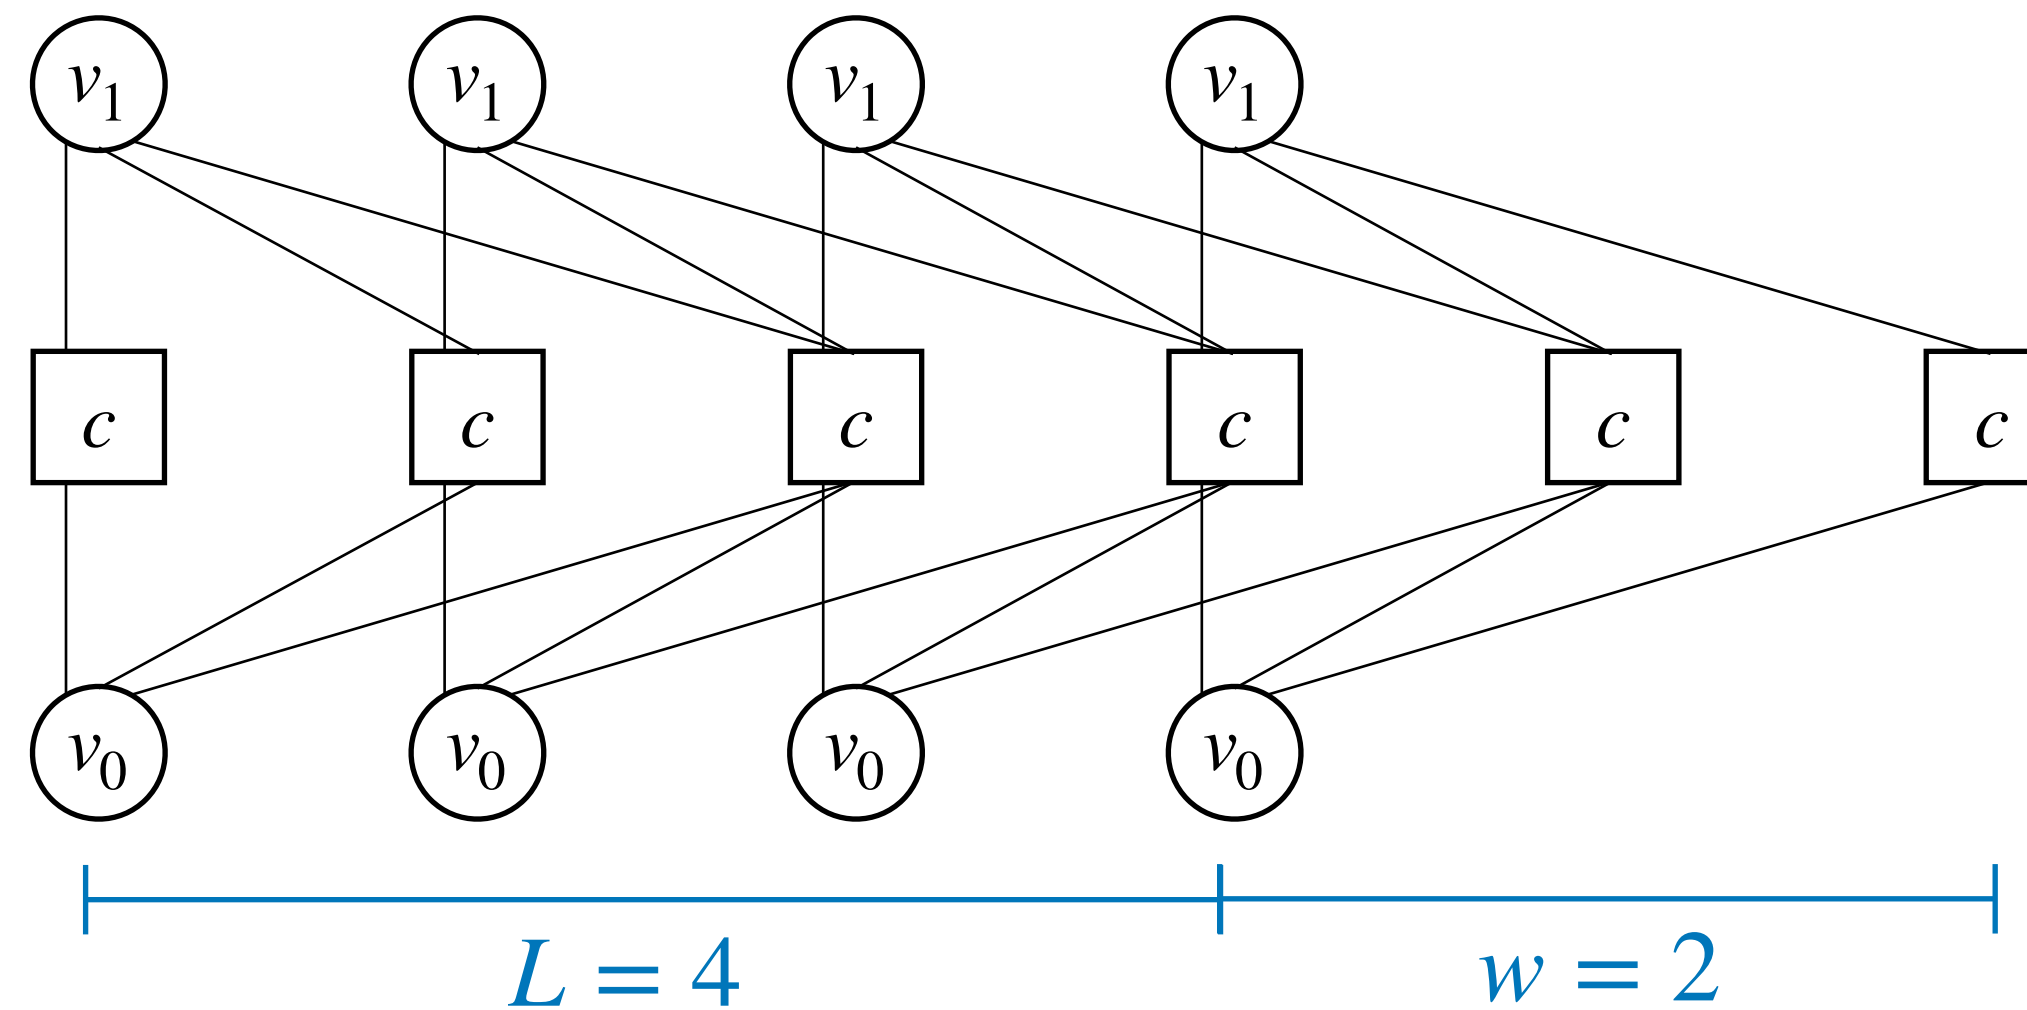 v₁ v₁ v₁ v₁
c c c c c c
v₀ v₀ v₀ v₀
L = 4 w = 2